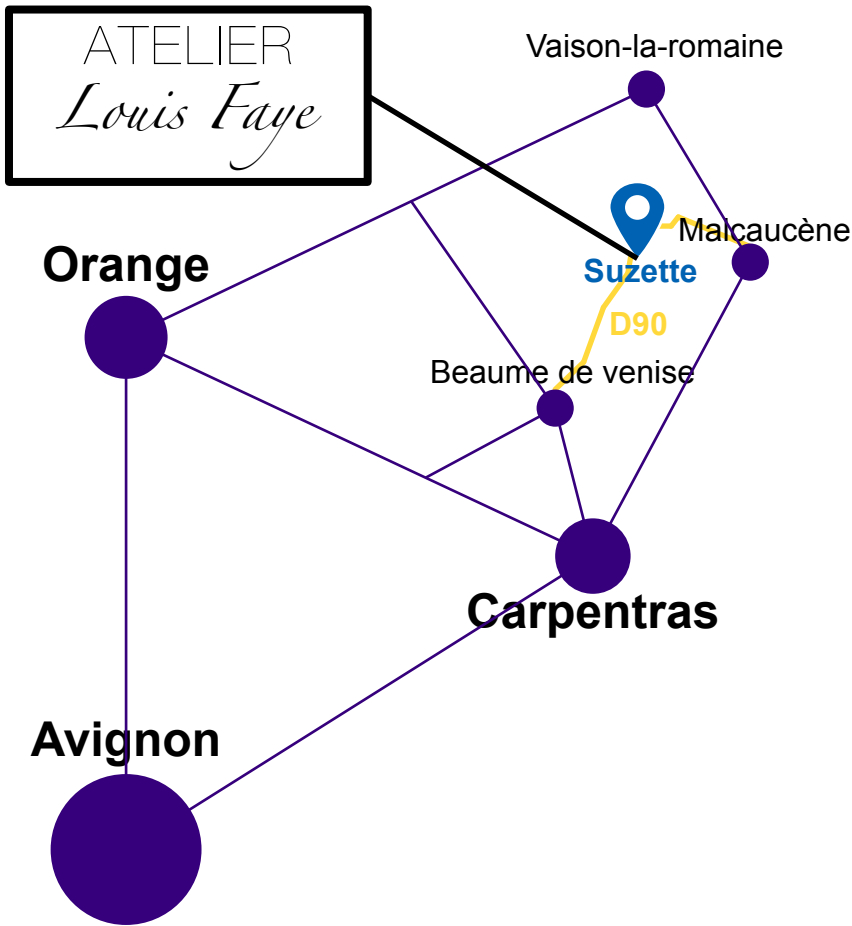 ATELIER
Louis Faye
Vaison-la-romaine
Malcaucène
Orange
Suzette
D90
Beaume de venise
Carpentras
Avignon